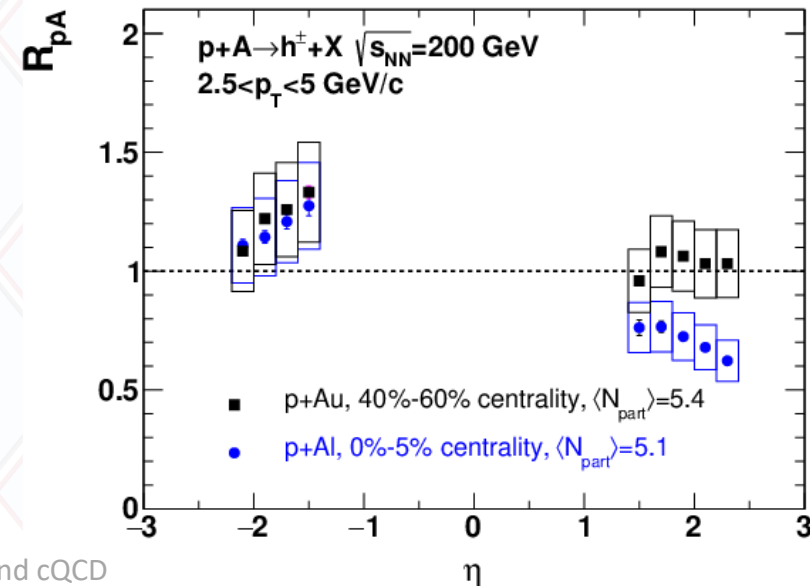 R_pA
p+A→h^±+X √s_NN=200 GeV
2.5<p_T<5 GeV/c
2
1.5
1
0.5
0
p+Au, 40%-60% centrality, ⟨N_part⟩=5.4
p+Al, 0%-5% centrality, ⟨N_part⟩=5.1
−3 −2 −1 0 1 2 3
η
nd cQCD